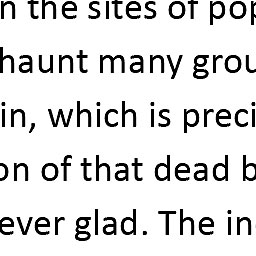 n the sites of pop
haunt many grou
in, which is preci
on of that dead b
ever glad. The in